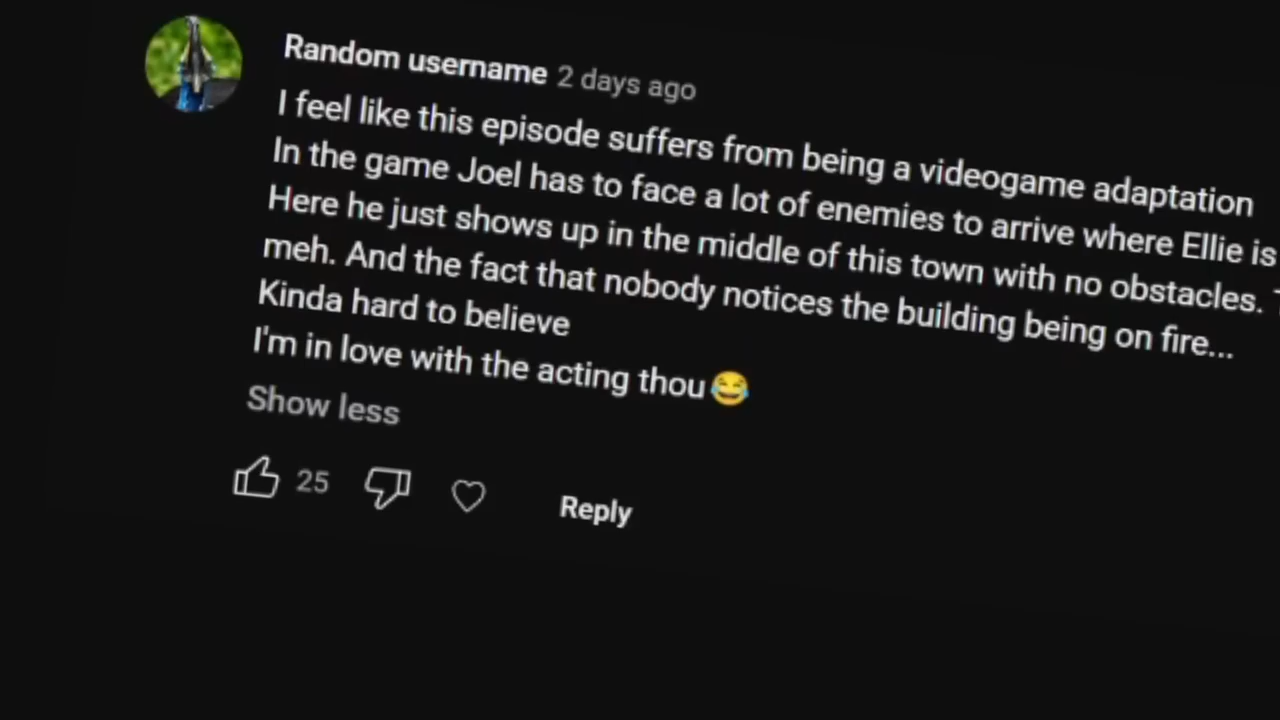 Random username 2 days ago
I feel like this episode suffers from being a videogame adaptation
In the game Joel has to face a lot of enemies to arrive where Ellie is
Here he just shows up in the middle of this town with no obstacles.
meh. And the fact that nobody notices the building being on fire...
Kinda hard to believe
I'm in love with the acting thou😂
Show less
25
Reply